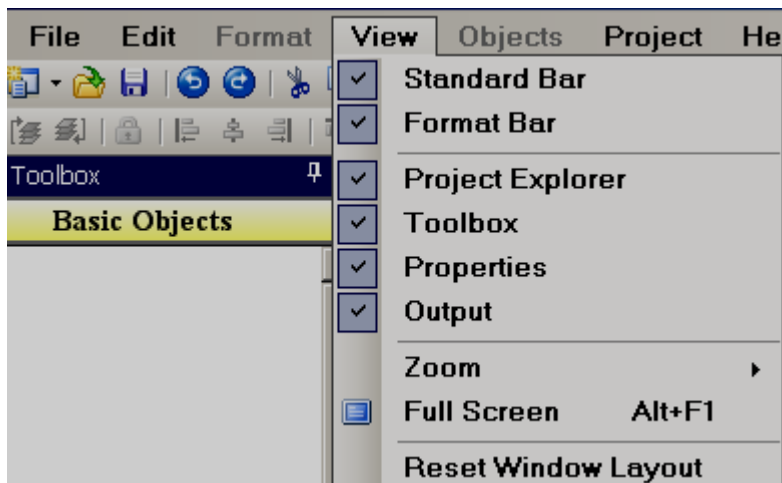 File Edit Format View Objects Project He
Standard Bar
Format Bar
Toolbox
Project Explorer
Basic Objects
Toolbox
Properties
Output
Zoom
Full Screen Alt+F1
Reset Window Layout